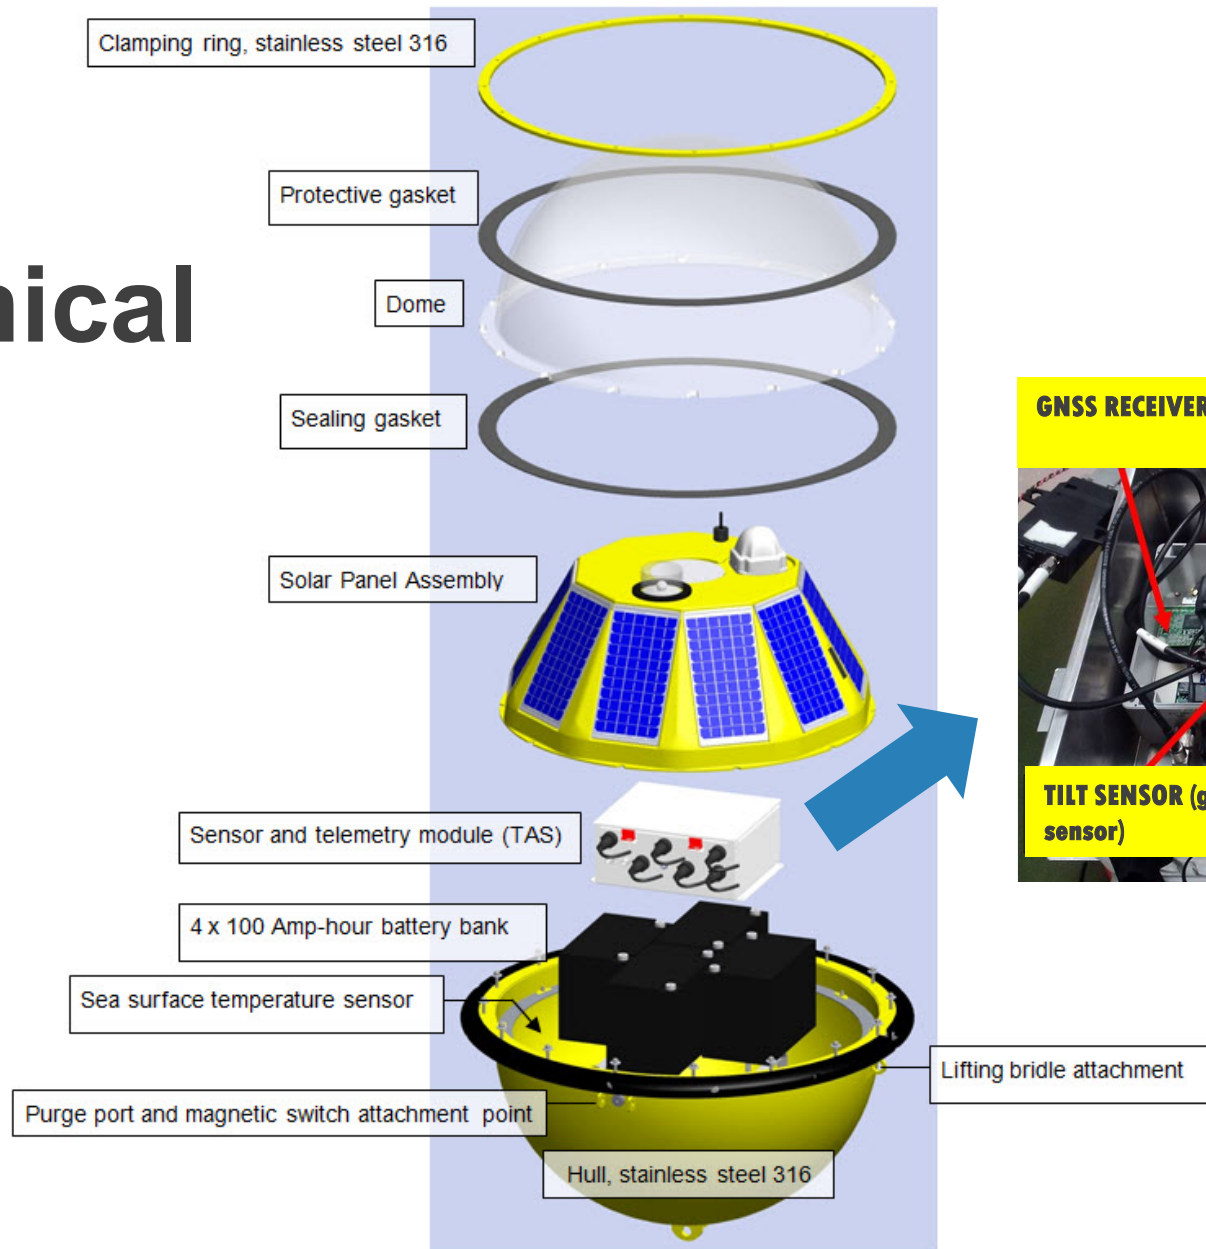 Clamping ring, stainless steel 316
Protective gasket
Dome
Sealing gasket
Solar Panel Assembly
Sensor and telemetry module (TAS)
4 x 100 Amp-hour battery bank
Sea surface temperature sensor
Purge port and magnetic switch attachment point
Hull, stainless steel 316
Lifting bridle attachment
nical
GNSS RECEIVER
TILT SENSOR (g
sensor)